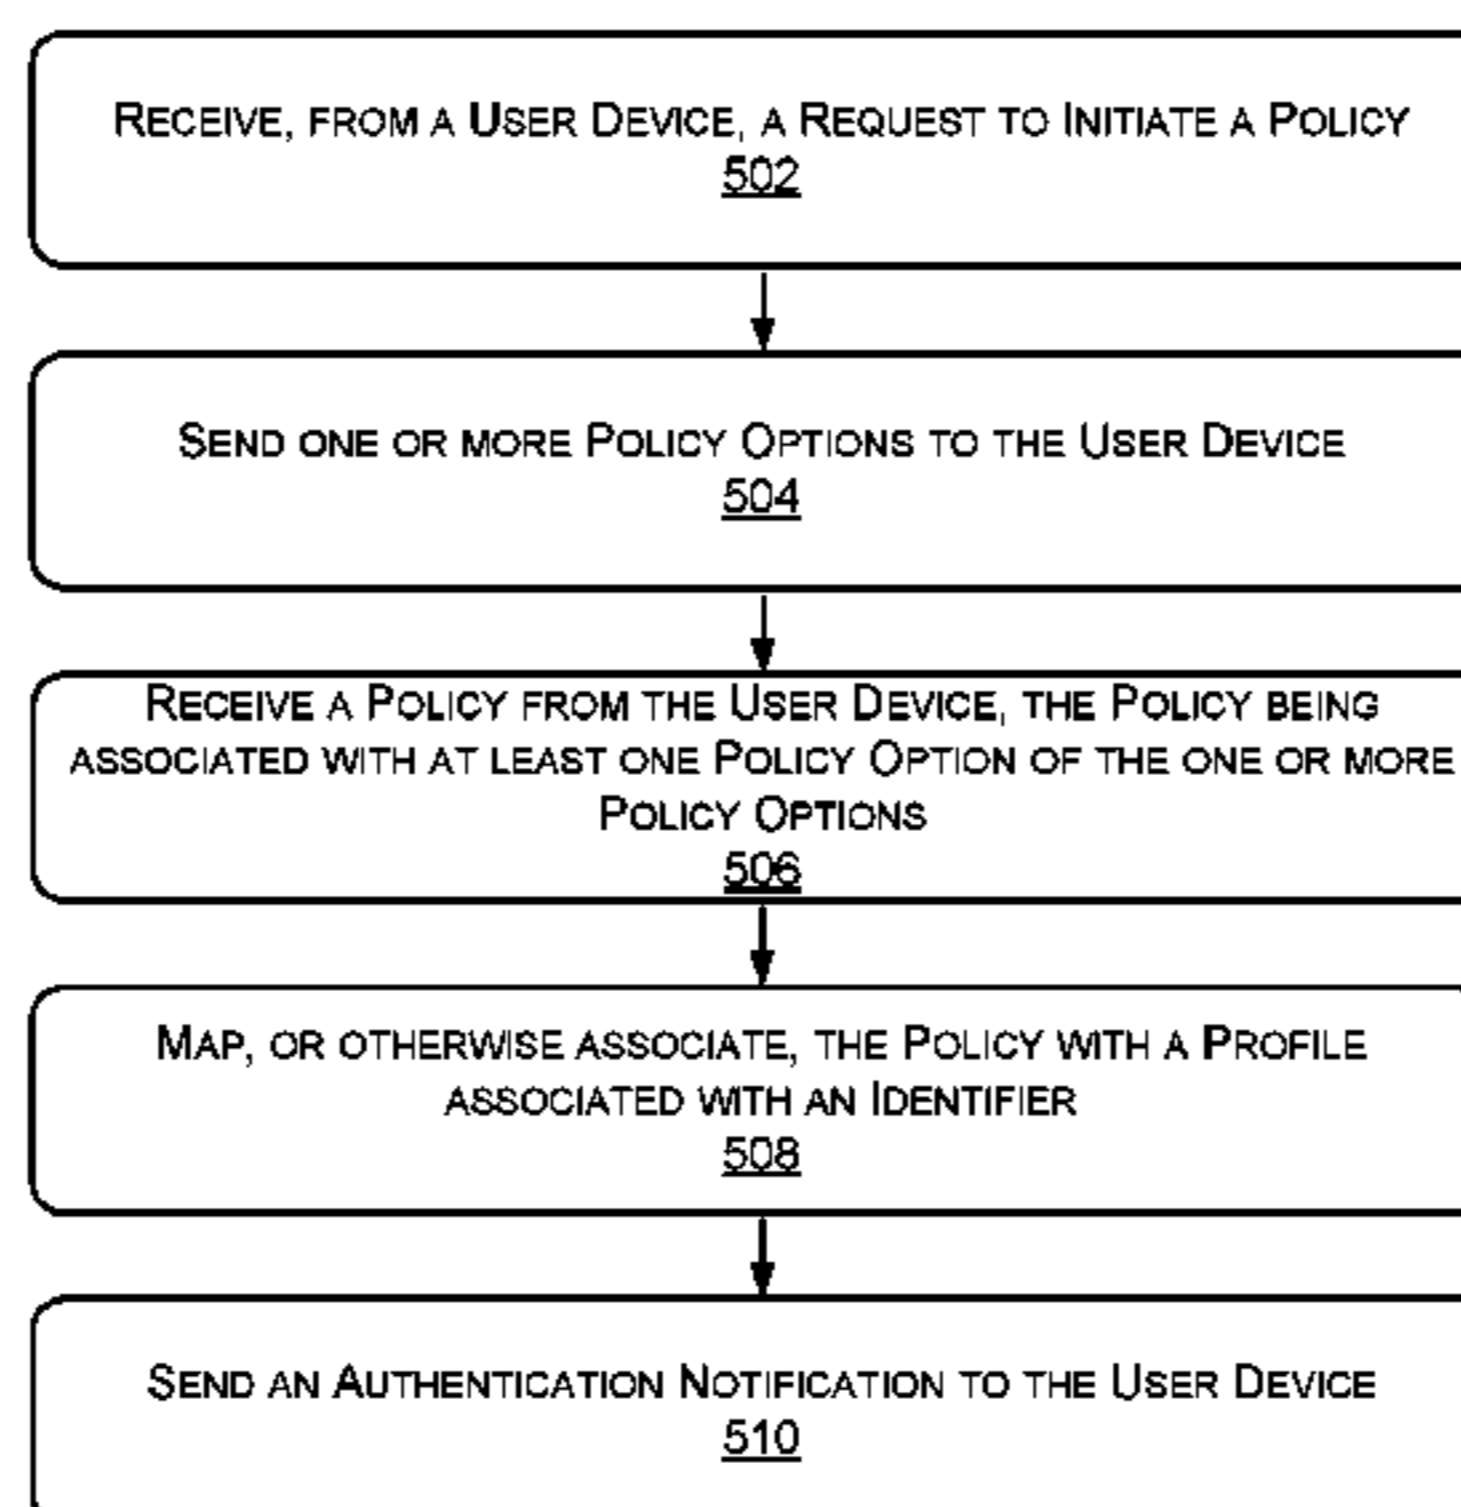 RECEIVE, FROM A USER DEVICE, A REQUEST TO INITIATE A POLICY
502
SEND ONE OR MORE POLICY OPTIONS TO THE USER DEVICE
504
RECEIVE A POLICY FROM THE USER DEVICE, THE POLICY BEING
ASSOCIATED WITH AT LEAST ONE POLICY OPTION OF THE ONE OR MORE
POLICY OPTIONS
506
MAP, OR OTHERWISE ASSOCIATE, THE POLICY WITH A PROFILE
ASSOCIATED WITH AN IDENTIFIER
508
SEND AN AUTHENTICATION NOTIFICATION TO THE USER DEVICE
510